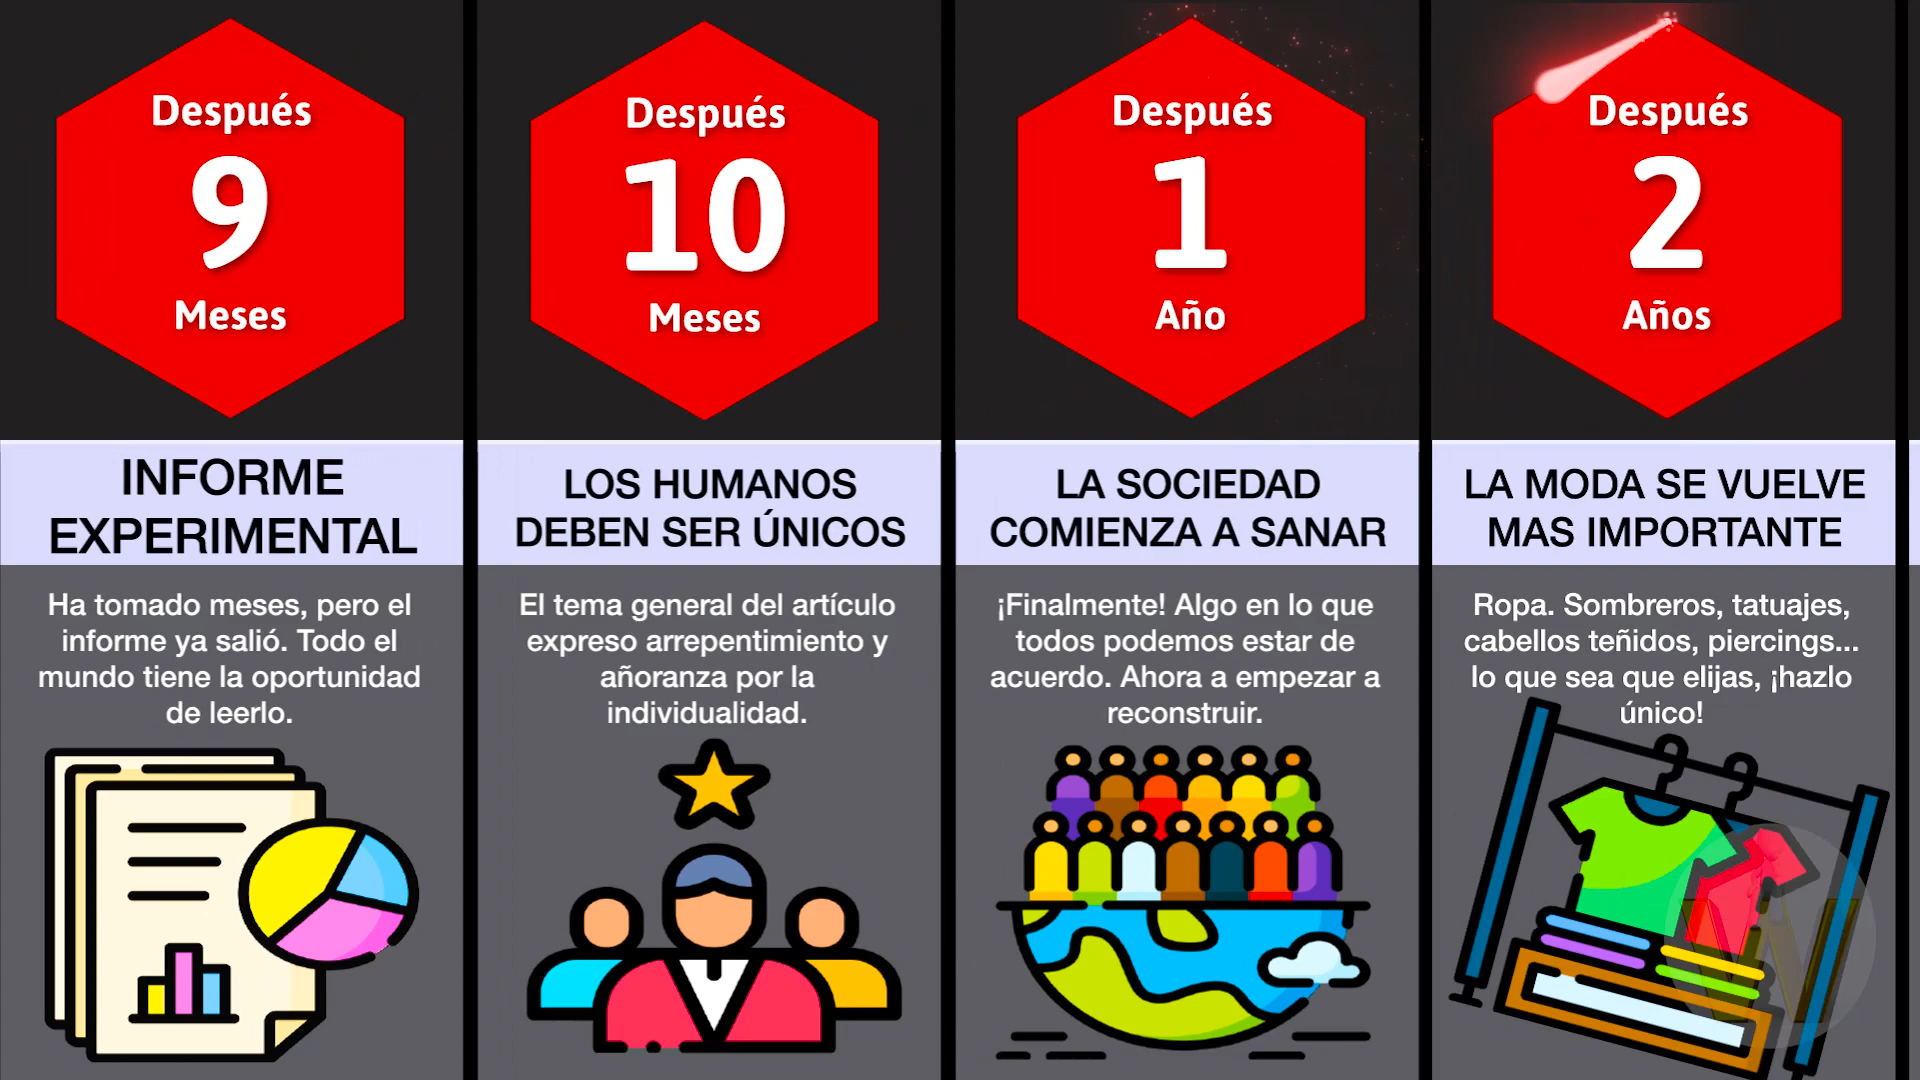 Después
9
Meses
INFORME
EXPERIMENTAL
Ha tomado meses, pero el
informe ya salió. Todo el
mundo tiene la oportunidad
de leerlo.
Después
10
Meses
LOS HUMANOS
DEBEN SER ÚNICOS
El tema general del artículo
expreso arrepentimiento y
añoranza por la
individualidad.
Después
1
Año
LA SOCIEDAD
COMIENZA A SANAR
¡Finalmente! Algo en lo que
todos podemos estar de
acuerdo. Ahora a empezar a
reconstruir.
Después
2
Años
LA MODA SE VUELVE
MAS IMPORTANTE
Ropa. Sombreros, tatuajes,
cabellos teñidos, piercings...
lo que sea que elijas, ¡hazlo
único!